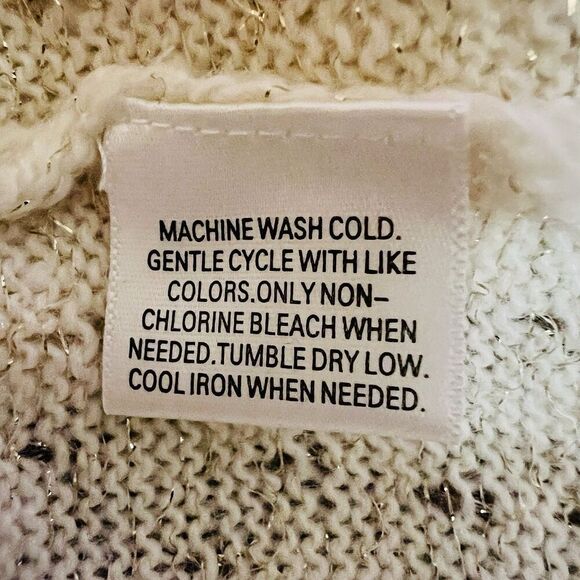 MACHINE WASH COLD.
GENTLE CYCLE WITH LIKE
COLORS.ONLY NON-
CHLORINE BLEACH WHEN
NEEDED.TUMBLE DRY LOW.
COOL IRON WHEN NEEDED.